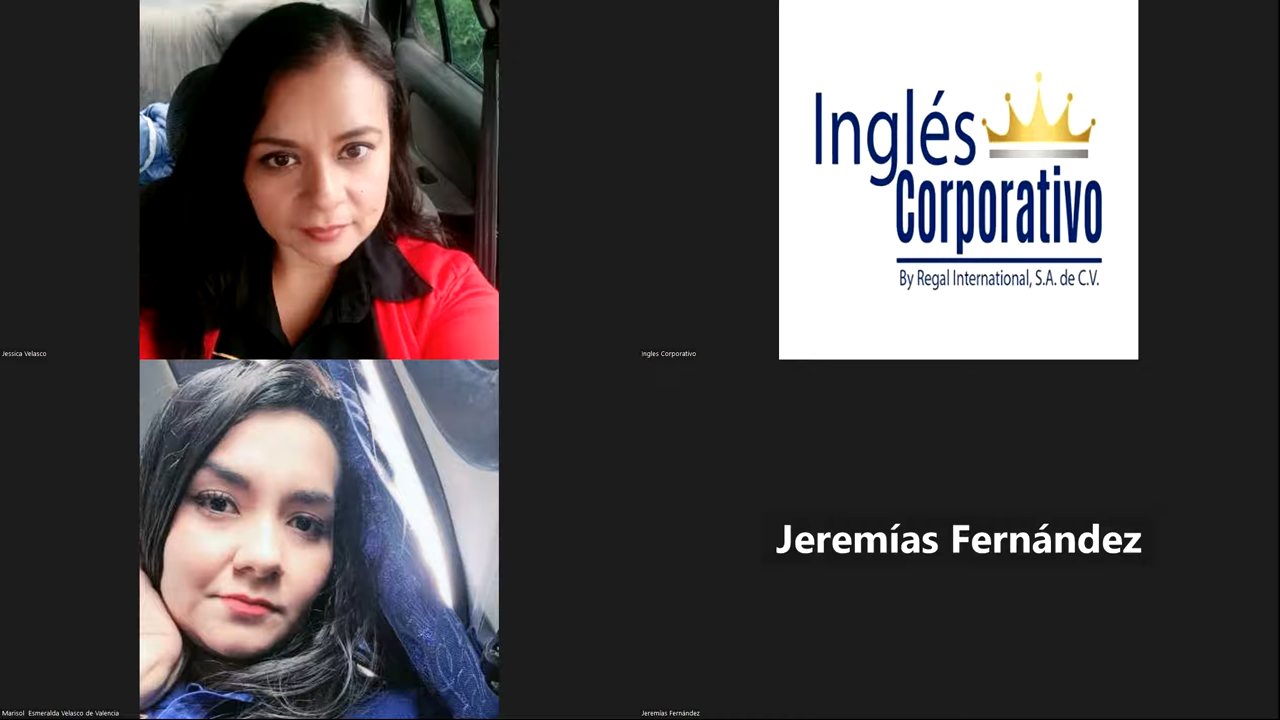 Inglés
Corporativo
By Regal International, S.A. de C.V.
Jessica Velasco
Ingles Corporativo
Jeremías Fernández
Marisol Esmeralda Velasco de Valencia
Jeremías Fernández